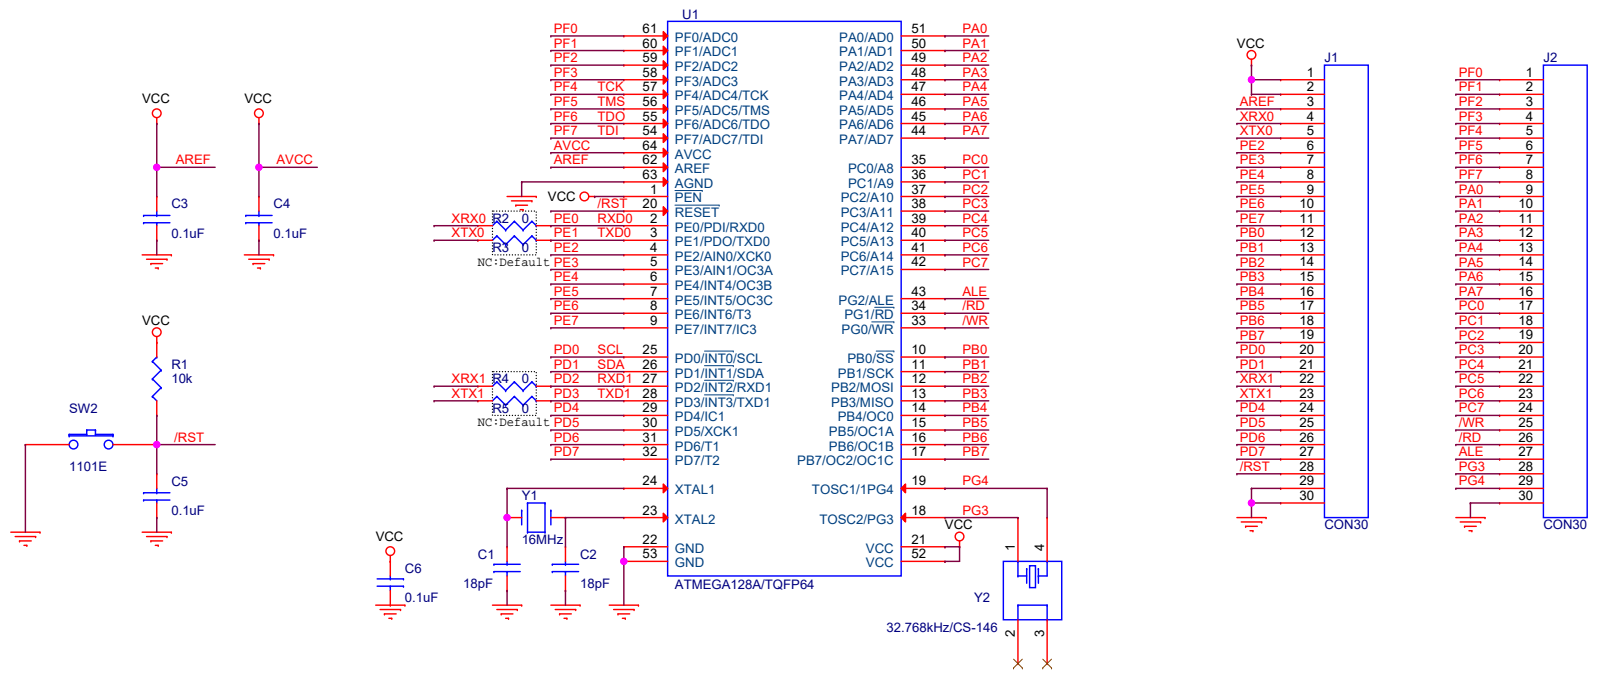 VCC
AREF
C3
0.1uF
VCC
AVCC
C4
0.1uF
VCC
R1
10k
SW2
1101E
/RST
C5
0.1uF
VCC
C6
0.1uF
U1
PF0 61 PF0/ADC0
PF1 60 PF1/ADC1
PF2 59 PF2/ADC2
PF3 58 PF3/ADC3
PF4 TCK 57 PF4/ADC4/TCK
PF5 TMS 56 PF5/ADC5/TMS
PF6 TDO 55 PF6/ADC6/TDO
PF7 TDI 54 PF7/ADC7/TDI
AVCC 64 AVCC
AREF 62 AREF
63 AGND
VCC 1 PEN
/RST 20 RESET
XRX0 R2 0 PE0 RXD0 2 PE0/PDI/RXD0
XTX0 R3 0 PE1 TXD0 3 PE1/PDO/TXD0
NC:Default
PE2 4 PE2/AIN0/XCK0
PE3 5 PE3/AIN1/OC3A
PE4 6 PE4/INT4/OC3B
PE5 7 PE5/INT5/OC3C
PE6 8 PE6/INT6/T3
PE7 9 PE7/INT7/IC3
PD0 SCL 25 PD0/INT0/SCL
PD1 SDA 26 PD1/INT1/SDA
XRX1 R4 0 PD2 RXD1 27 PD2/INT2/RXD1
XTX1 R5 0 PD3 TXD1 28 PD3/INT3/TXD1
NC:Default
PD4 29 PD4/IC1
PD5 30 PD5/XCK1
PD6 31 PD6/T1
PD7 32 PD7/T2
24 XTAL1
Y1
16MHz
23 XTAL2
C1
18pF
C2
18pF
22 GND
53 GND
ATMEGA128A/TQFP64
PA0/AD0 51 PA0
PA1/AD1 50 PA1
PA2/AD2 49 PA2
PA3/AD3 48 PA3
PA4/AD4 47 PA4
PA5/AD5 46 PA5
PA6/AD6 45 PA6
PA7/AD7 44 PA7
PC0/A8 35 PC0
PC1/A9 36 PC1
PC2/A10 37 PC2
PC3/A11 38 PC3
PC4/A12 39 PC4
PC5/A13 40 PC5
PC6/A14 41 PC6
PC7/A15 42 PC7
PG2/ALE 43 ALE
PG1/RD 34 /RD
PG0/WR 33 /WR
PB0/SS 10 PB0
PB1/SCK 11 PB1
PB2/MOSI 12 PB2
PB3/MISO 13 PB3
PB4/OC0 14 PB4
PB5/OC1A 15 PB5
PB6/OC1B 16 PB6
PB7/OC2/OC1C 17 PB7
TOSC1/1PG4 19 PG4
TOSC2/PG3 18 PG3
VCC
VCC 21
VCC 52
1 4
Y2
32.768kHz/CS-146
2 3
VCC
J1
1
2
AREF 3
XRX0 4
XTX0 5
PE2 6
PE3 7
PE4 8
PE5 9
PE6 10
PE7 11
PB0 12
PB1 13
PB2 14
PB3 15
PB4 16
PB5 17
PB6 18
PB7 19
PD0 20
PD1 21
XRX1 22
XTX1 23
PD4 24
PD5 25
PD6 26
PD7 27
/RST 28
29
30
CON30
J2
PF0 1
PF1 2
PF2 3
PF3 4
PF4 5
PF5 6
PF6 7
PF7 8
PA0 9
PA1 10
PA2 11
PA3 12
PA4 13
PA5 14
PA6 15
PA7 16
PC0 17
PC1 18
PC2 19
PC3 20
PC4 21
PC5 22
PC6 23
PC7 24
/WR 25
/RD 26
ALE 27
PG3 28
PG4 29
30
CON30